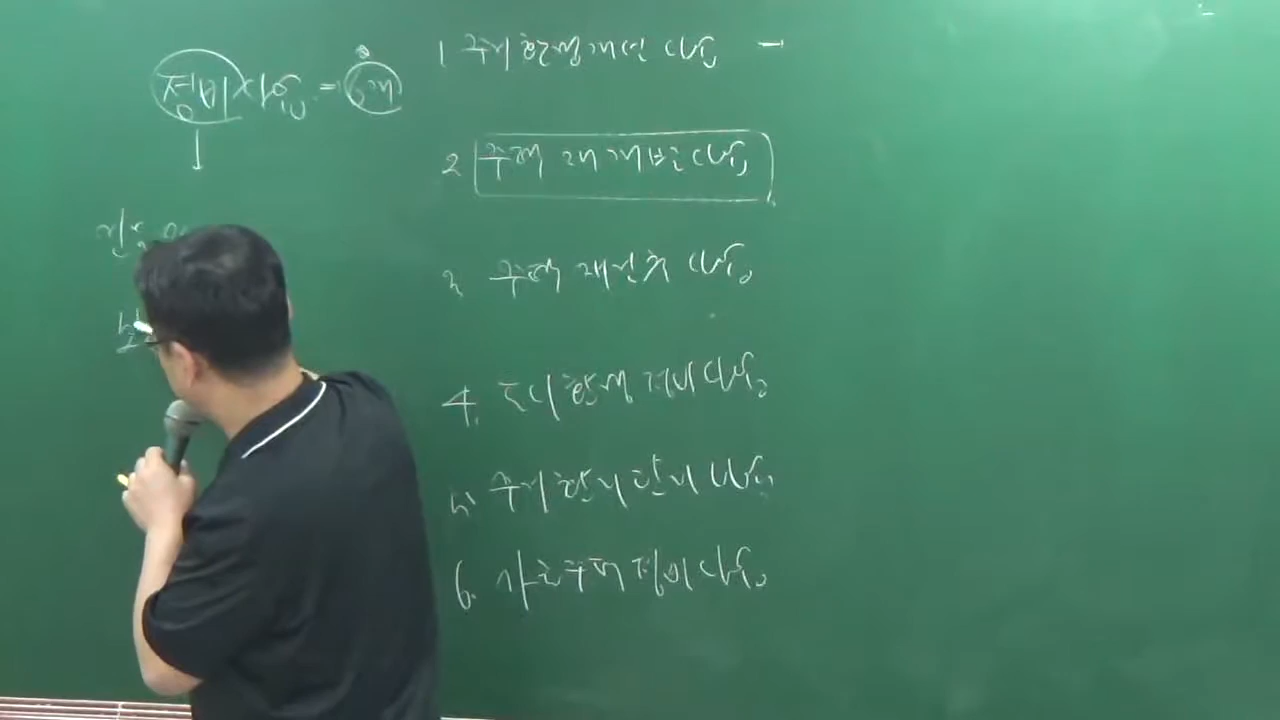 정비사업 = 6개
1 주거환경개선사업 -
2 주택재개발사업
3 주택재건축사업
4. 도시환경정비사업
5. 주거환경관리사업
6. 가로주택정비사업